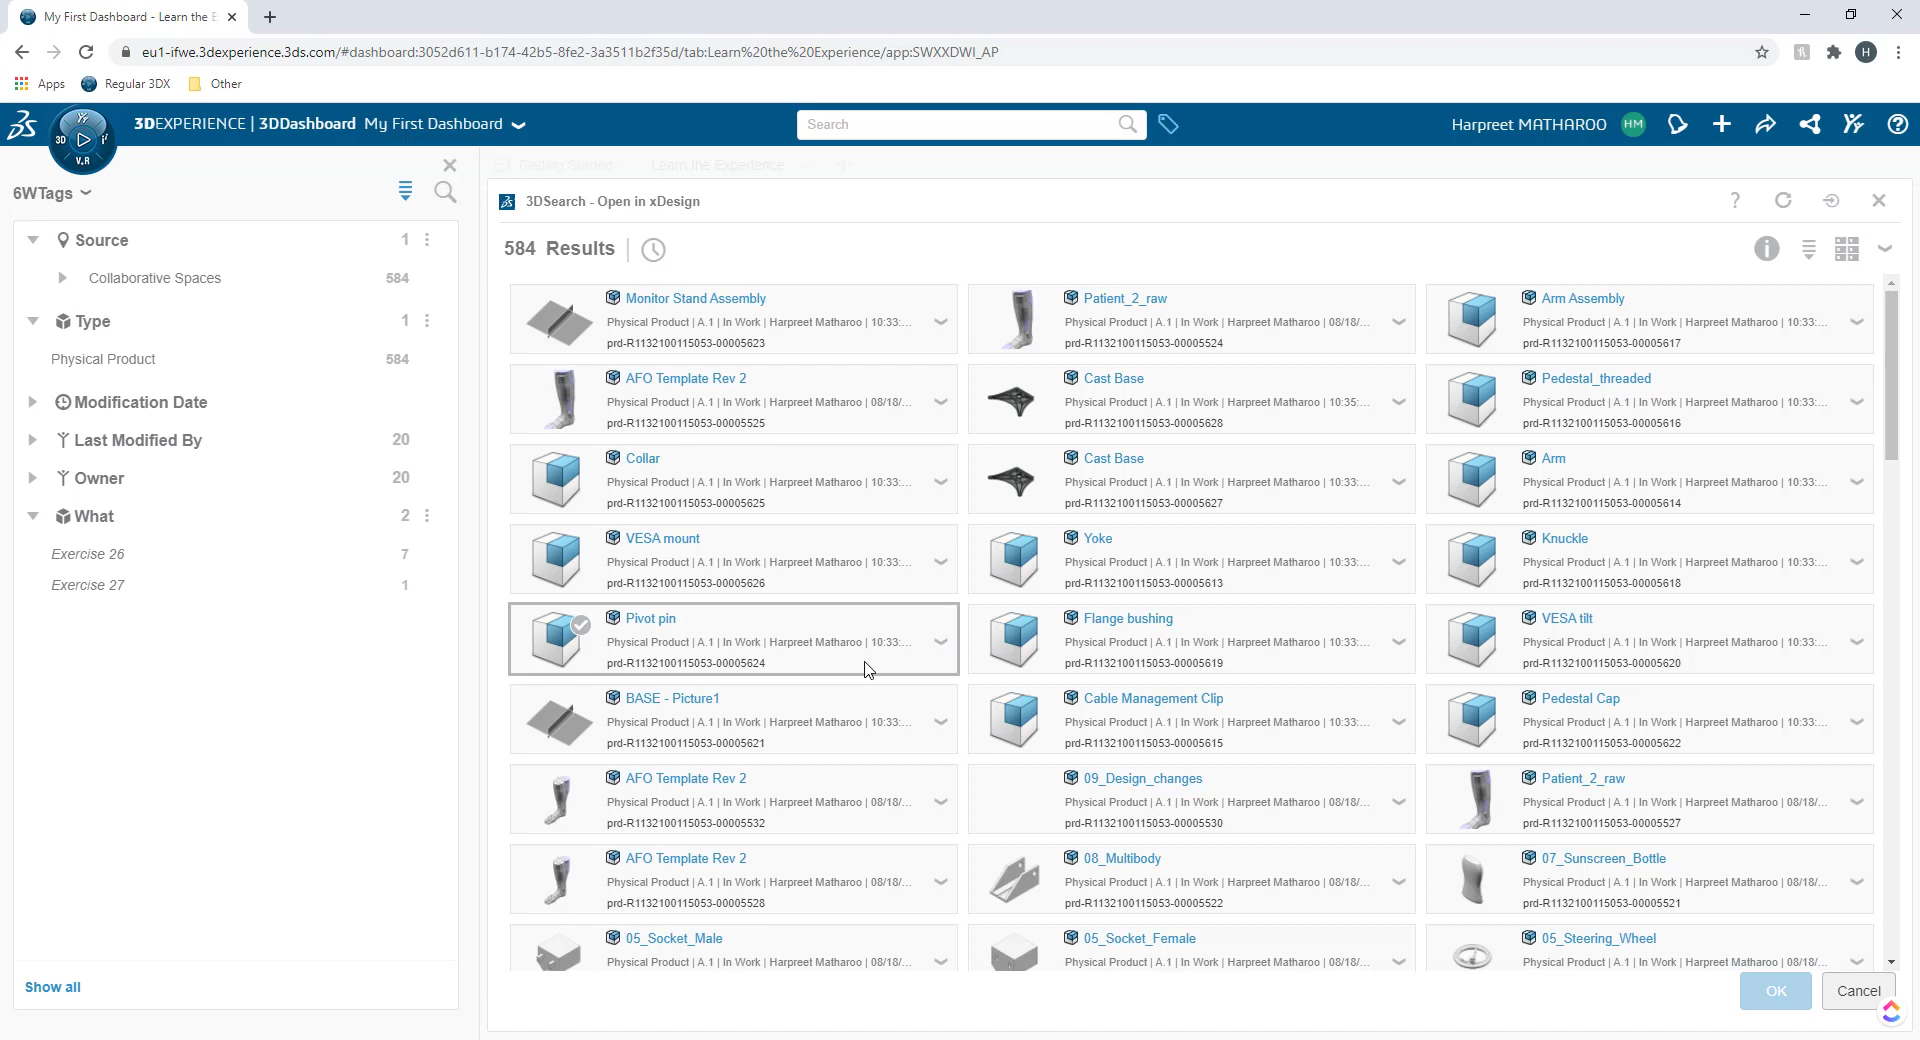 My First Dashboard - Learn the E
eu1-ifwe.3dexperience.3ds.com/#dashboard:3052d611-b174-42b5-8fe2-3a3511b2f35d/tab:Learn%20the%20Experience/app:SWXXDWI_AP
H
Apps
Regular 3DX
Other
3D
V.R
3DEXPERIENCE | 3DDashboard My First Dashboard
Search
Harpreet MATHAROO
HM
Getting Started
Learn the Experience
6WTags
3DSearch - Open in xDesign
584 Results
Source 1
Collaborative Spaces 584
Type 1
Physical Product 584
Modification Date
Last Modified By 20
Owner 20
What 2
Exercise 26 7
Exercise 27 1
Show all
Monitor Stand Assembly
Physical Product | A.1 | In Work | Harpreet Matharoo | 10:33:...
prd-R1132100115053-00005623
Patient_2_raw
Physical Product | A.1 | In Work | Harpreet Matharoo | 08/18/...
prd-R1132100115053-00005524
Arm Assembly
Physical Product | A.1 | In Work | Harpreet Matharoo | 10:33:...
prd-R1132100115053-00005617
AFO Template Rev 2
Physical Product | A.1 | In Work | Harpreet Matharoo | 08/18/...
prd-R1132100115053-00005525
Cast Base
Physical Product | A.1 | In Work | Harpreet Matharoo | 10:35:...
prd-R1132100115053-00005628
Pedestal_threaded
Physical Product | A.1 | In Work | Harpreet Matharoo | 10:33:...
prd-R1132100115053-00005616
Collar
Physical Product | A.1 | In Work | Harpreet Matharoo | 10:33:...
prd-R1132100115053-00005625
Cast Base
Physical Product | A.1 | In Work | Harpreet Matharoo | 10:33:...
prd-R1132100115053-00005627
Arm
Physical Product | A.1 | In Work | Harpreet Matharoo | 10:33:...
prd-R1132100115053-00005614
VESA mount
Physical Product | A.1 | In Work | Harpreet Matharoo | 10:33:...
prd-R1132100115053-00005626
Yoke
Physical Product | A.1 | In Work | Harpreet Matharoo | 10:33:...
prd-R1132100115053-00005613
Knuckle
Physical Product | A.1 | In Work | Harpreet Matharoo | 10:33:...
prd-R1132100115053-00005618
Pivot pin
Physical Product | A.1 | In Work | Harpreet Matharoo | 10:33:...
prd-R1132100115053-00005624
Flange bushing
Physical Product | A.1 | In Work | Harpreet Matharoo | 10:33:...
prd-R1132100115053-00005619
VESA tilt
Physical Product | A.1 | In Work | Harpreet Matharoo | 10:33:...
prd-R1132100115053-00005620
BASE - Picture1
Physical Product | A.1 | In Work | Harpreet Matharoo | 10:33:...
prd-R1132100115053-00005621
Cable Management Clip
Physical Product | A.1 | In Work | Harpreet Matharoo | 10:33:...
prd-R1132100115053-00005615
Pedestal Cap
Physical Product | A.1 | In Work | Harpreet Matharoo | 10:33:...
prd-R1132100115053-00005622
AFO Template Rev 2
Physical Product | A.1 | In Work | Harpreet Matharoo | 08/18/...
prd-R1132100115053-00005532
09_Design_changes
Physical Product | A.1 | In Work | Harpreet Matharoo | 08/18/...
prd-R1132100115053-00005530
Patient_2_raw
Physical Product | A.1 | In Work | Harpreet Matharoo | 08/18/...
prd-R1132100115053-00005527
AFO Template Rev 2
Physical Product | A.1 | In Work | Harpreet Matharoo | 08/18/...
prd-R1132100115053-00005528
08_Multibody
Physical Product | A.1 | In Work | Harpreet Matharoo | 08/18/...
prd-R1132100115053-00005522
07_Sunscreen_Bottle
Physical Product | A.1 | In Work | Harpreet Matharoo | 08/18/...
prd-R1132100115053-00005521
05_Socket_Male
Physical Product | A.1 | In Work | Harpreet Matharoo | 08/18/...
05_Socket_Female
Physical Product | A.1 | In Work | Harpreet Matharoo | 08/18/...
05_Steering_Wheel
Physical Product | A.1 | In Work | Harpreet Matharoo | 08/18/...
OK
Cancel